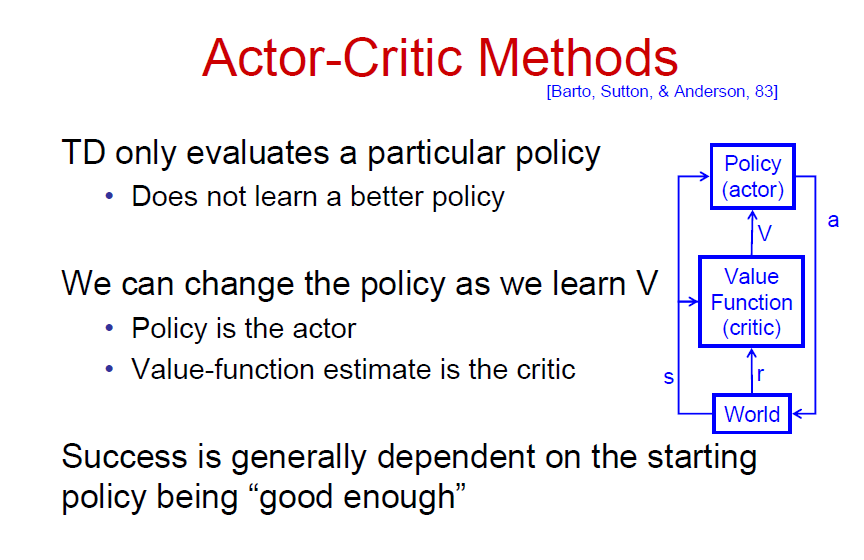 Actor-Critic Methods
[Barto, Sutton, & Anderson, 83]
TD only evaluates a particular policy
• Does not learn a better policy
We can change the policy as we learn V
• Policy is the actor
• Value-function estimate is the critic
Success is generally dependent on the starting
policy being “good enough”
Policy
(actor)
a
V
Value
Function
(critic)
s
r
World